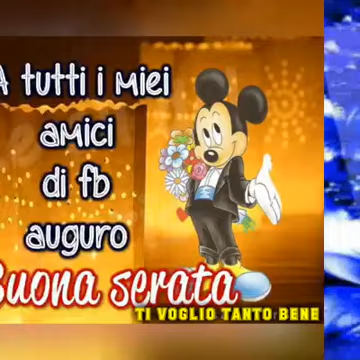 A tutti i miei
amici
di fb
auguro
Buona serata
TI VOGLIO TANTO BENE